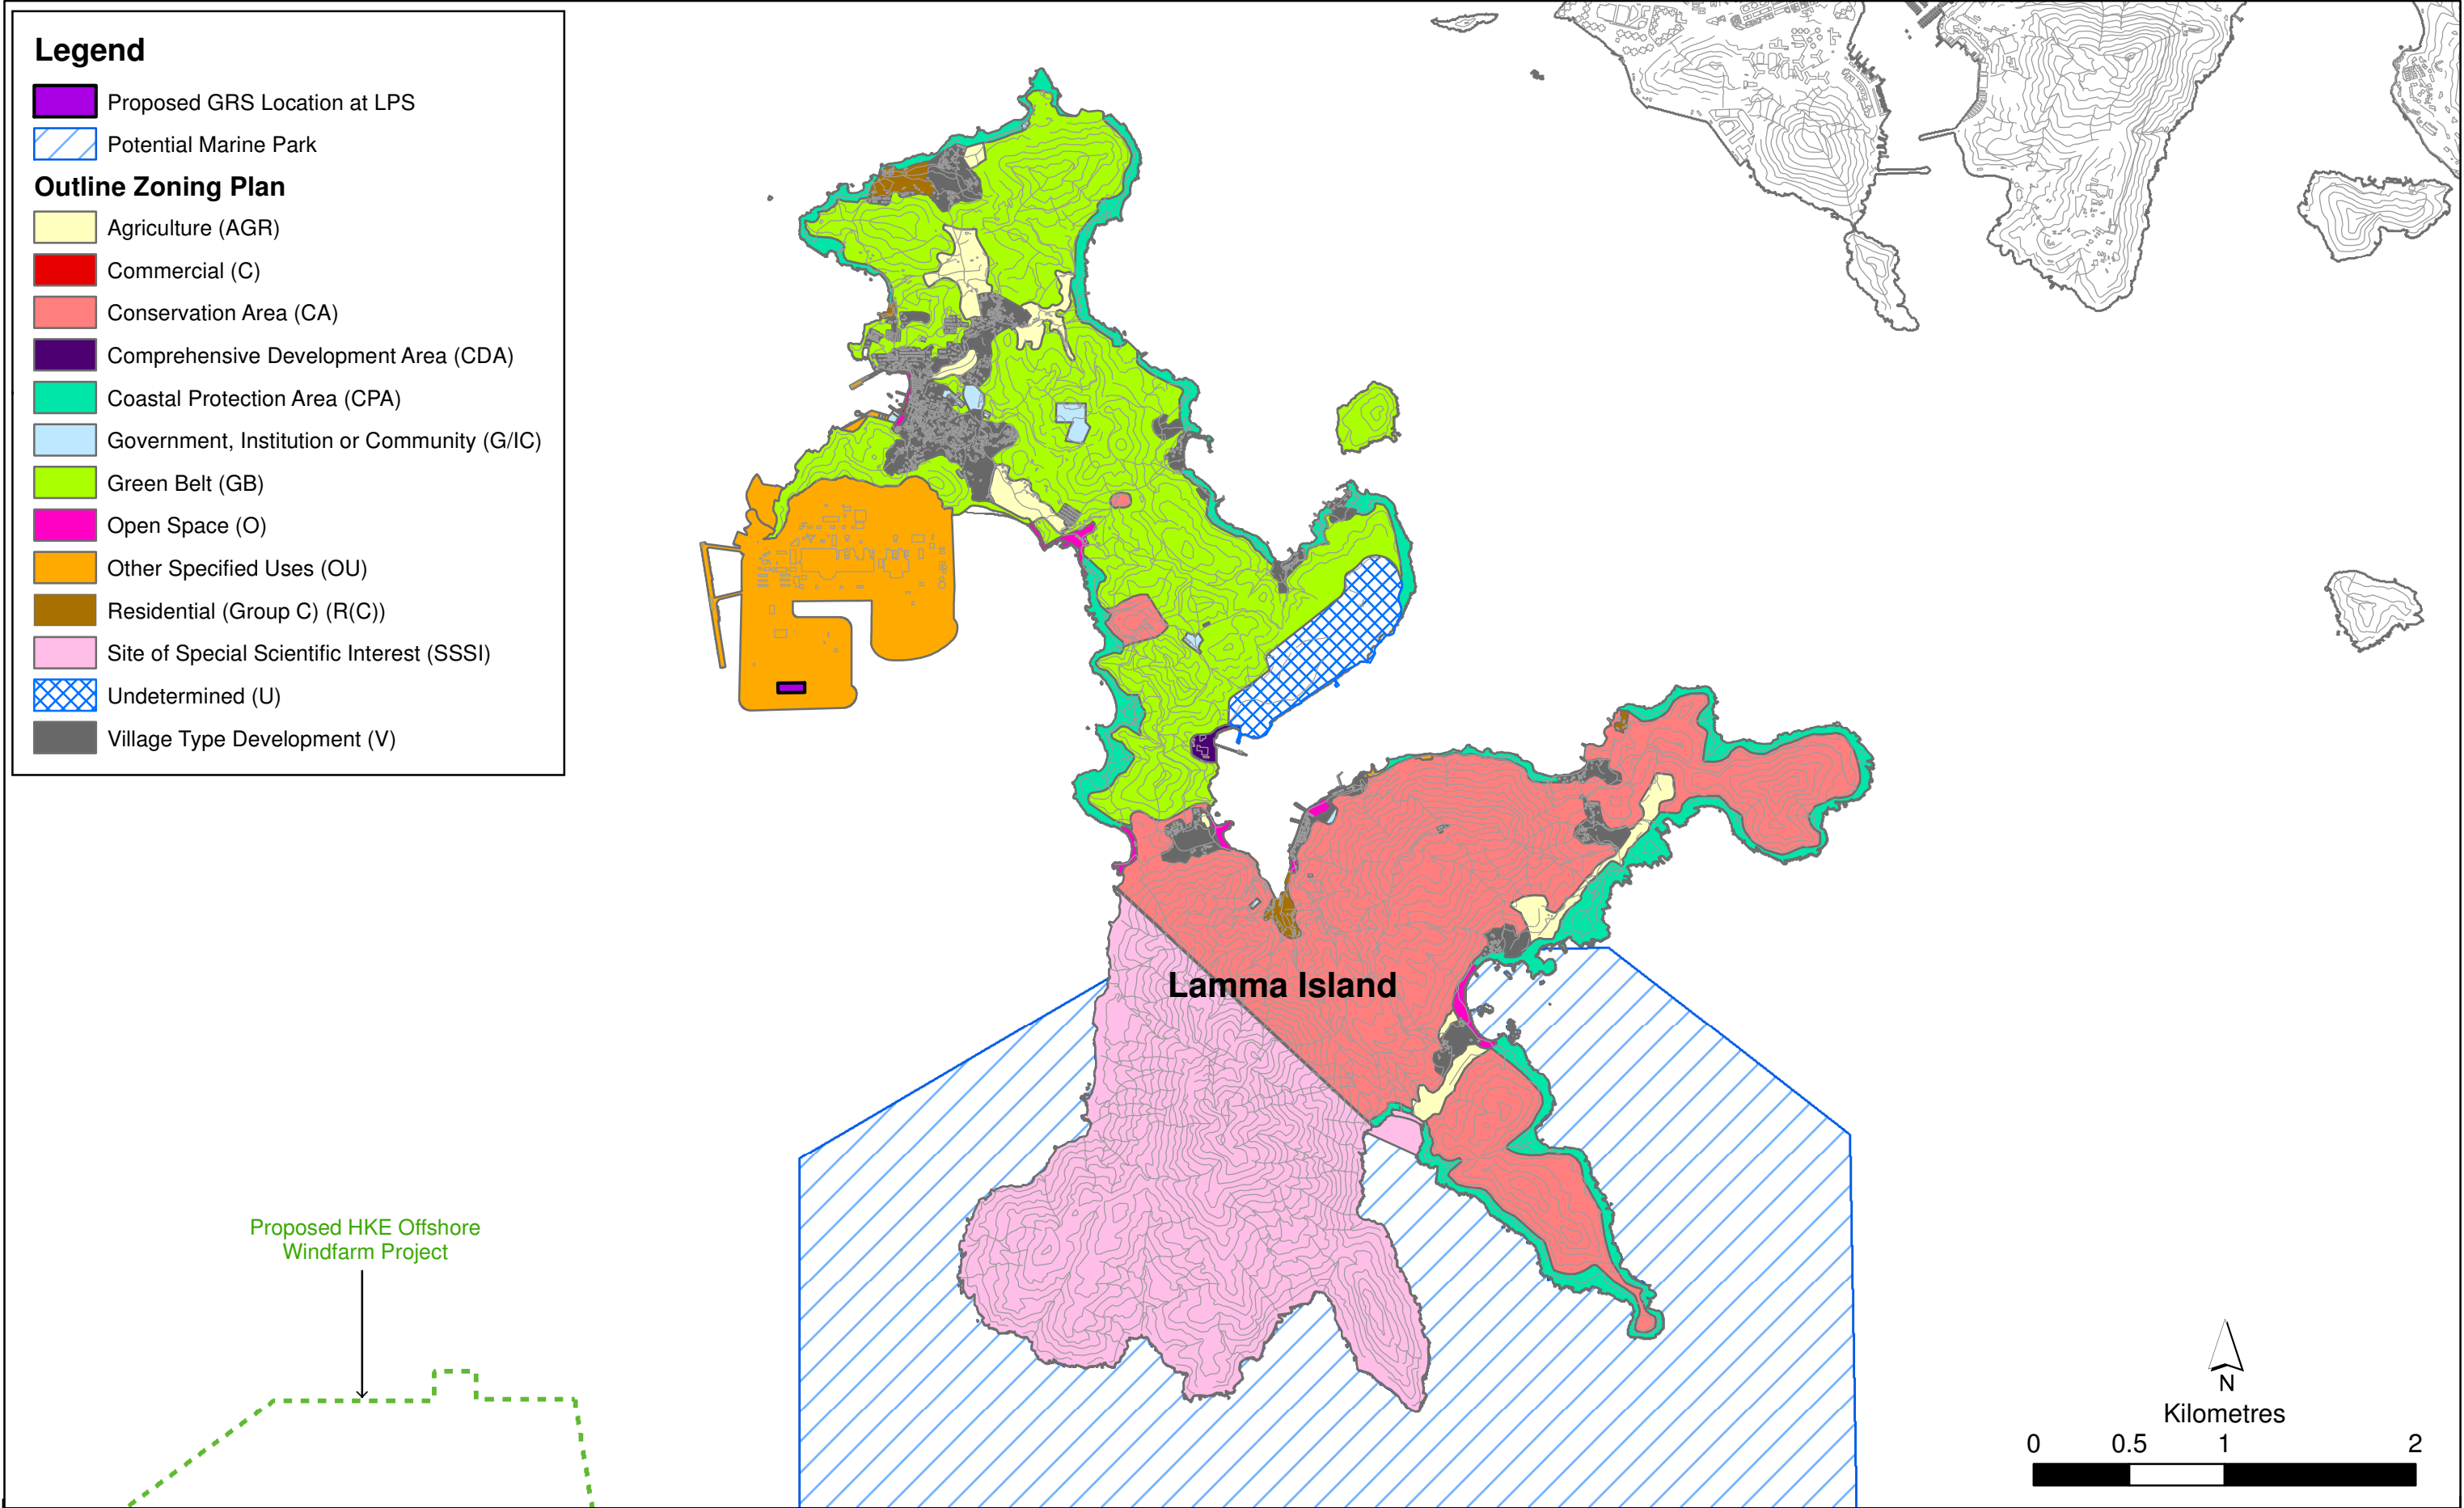 Legend
Proposed GRS Location at LPS
Potential Marine Park
Outline Zoning Plan
Agriculture (AGR)
Commercial (C)
Conservation Area (CA)
Comprehensive Development Area (CDA)
Coastal Protection Area (CPA)
Government, Institution or Community (G/IC)
Green Belt (GB)
Open Space (O)
Other Specified Uses (OU)
Residential (Group C) (R(C))
Site of Special Scientific Interest (SSSI)
Undetermined (U)
Village Type Development (V)
Lamma Island
Proposed HKE Offshore
Windfarm Project
N
Kilometres
0 0.5 1 2